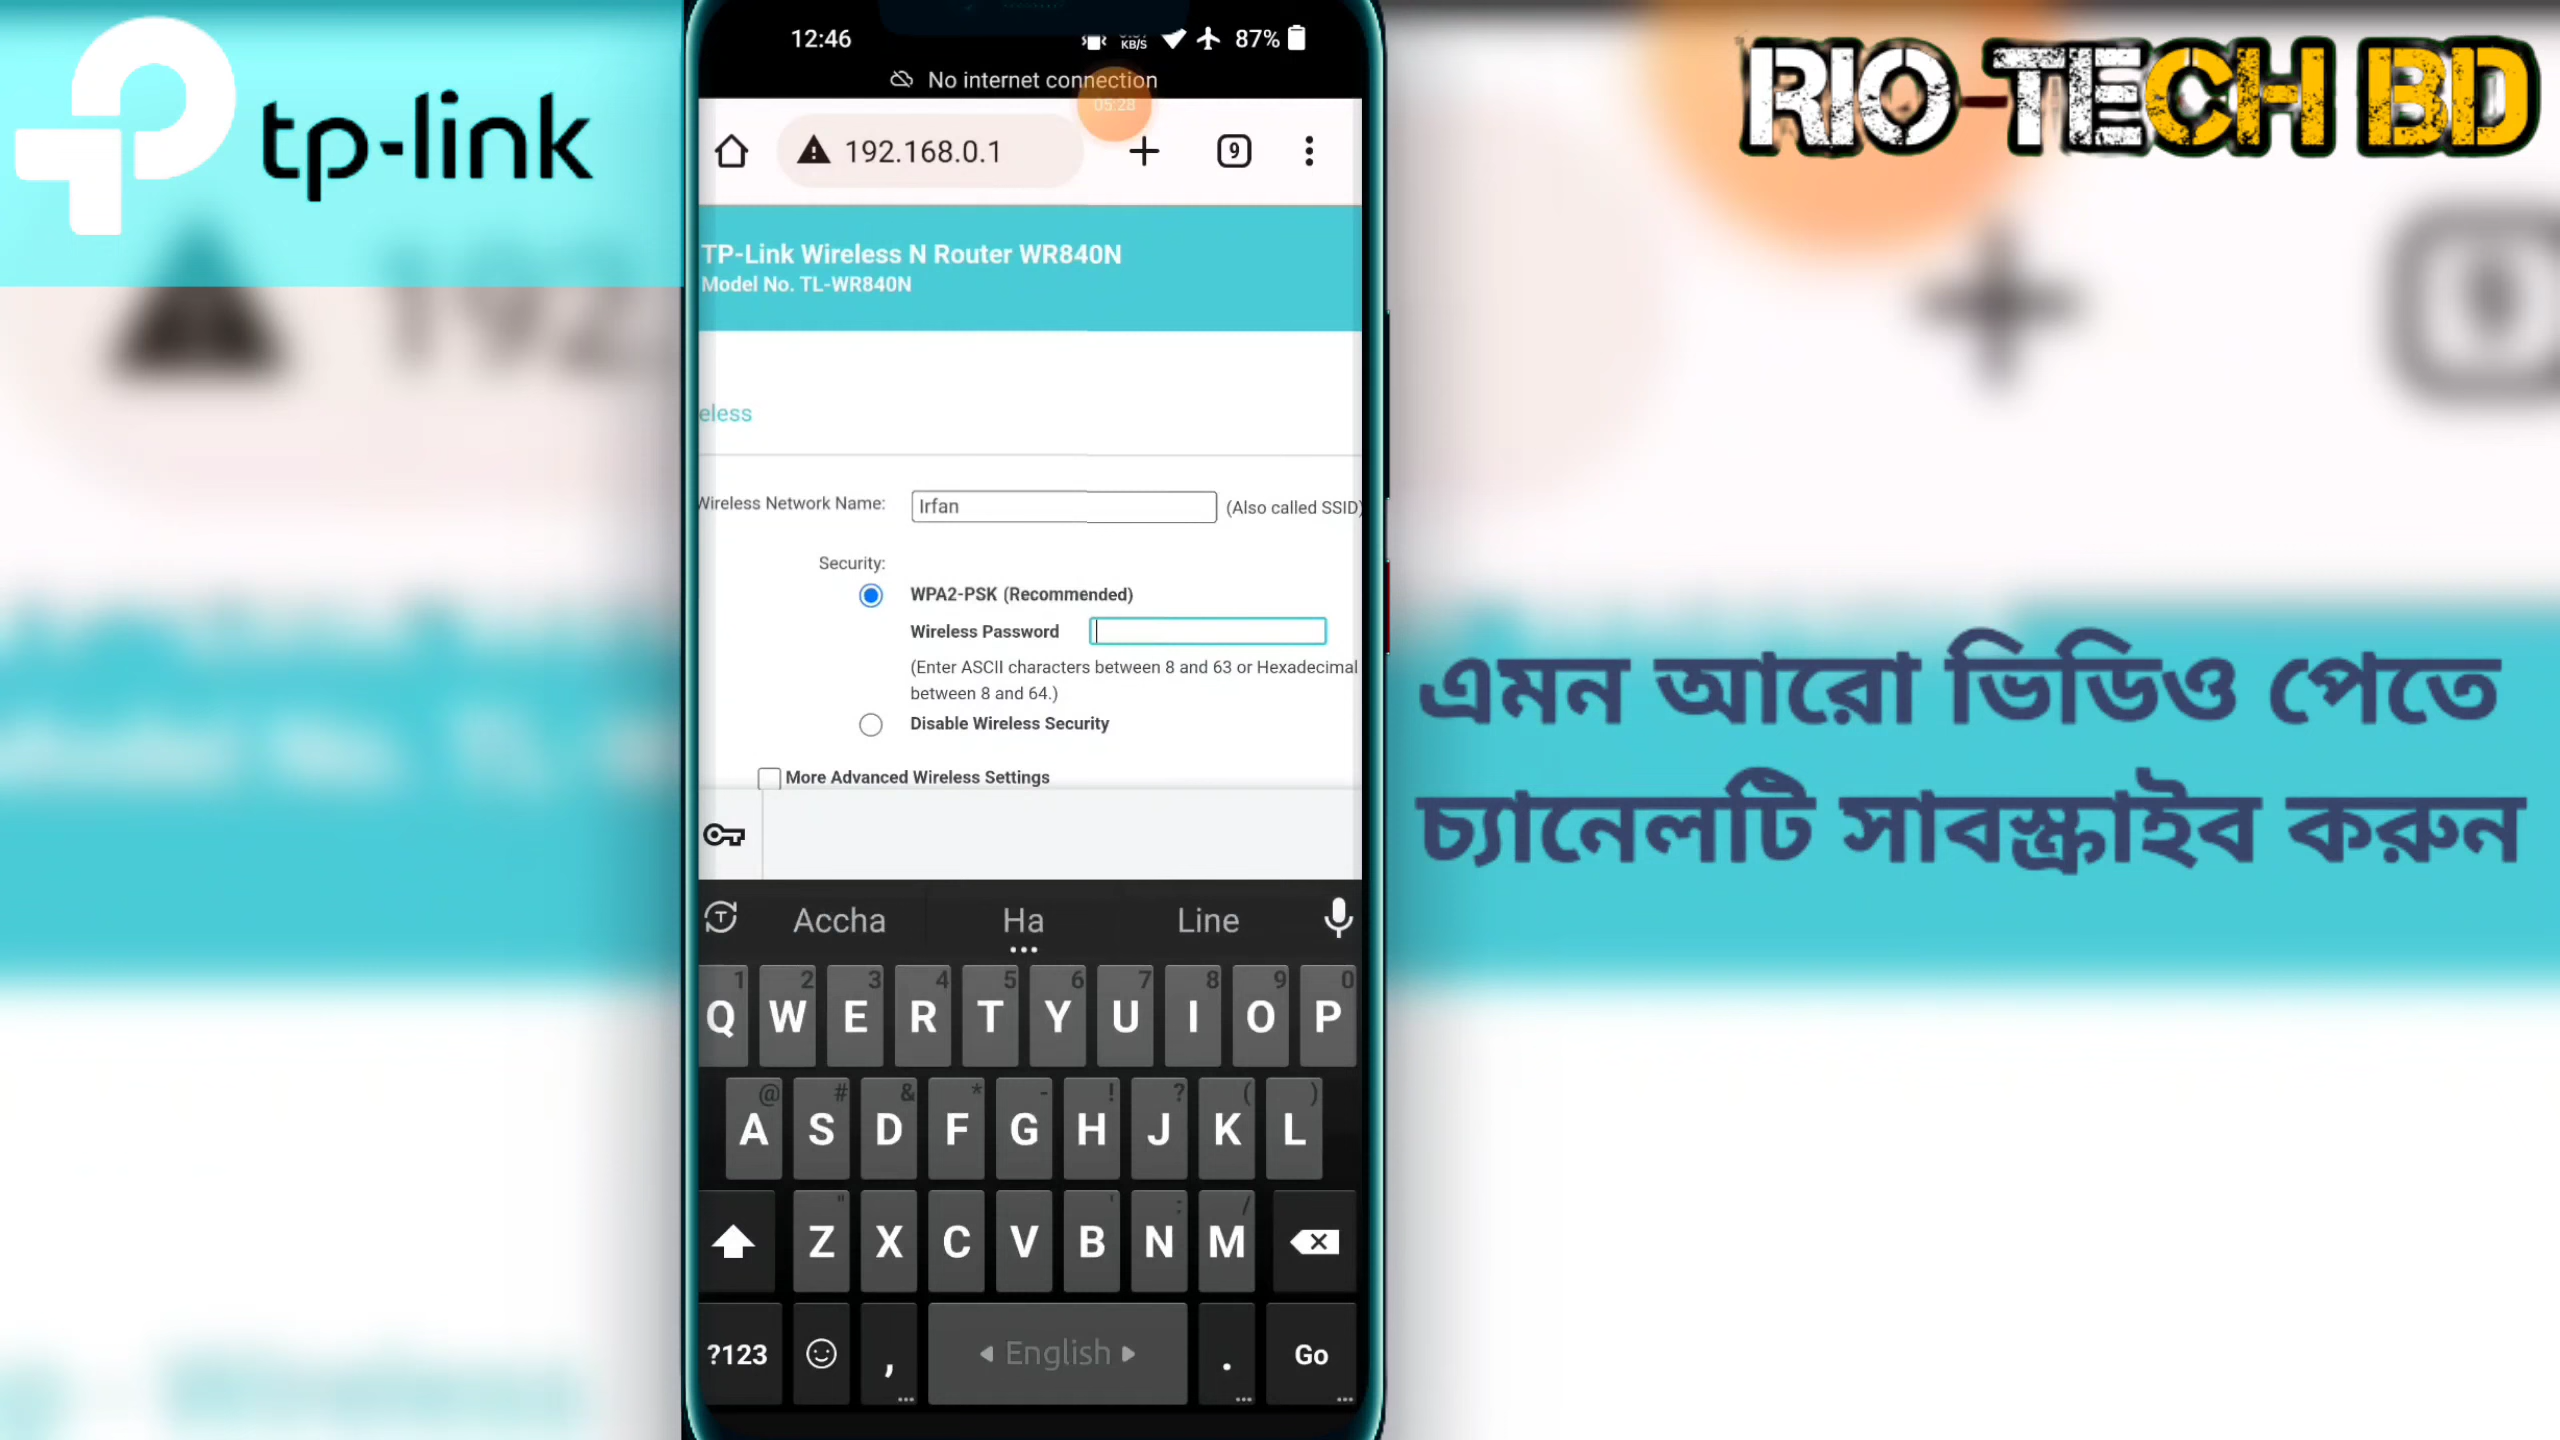 tp-link
RIO-TECH BD
12:46
KB/S
87%
No internet connection
05:28
192.168.0.1
9
TP-Link Wireless N Router WR840N
Model No. TL-WR840N
eless
Wireless Network Name:
Irfan
(Also called SSID)
Security:
WPA2-PSK (Recommended)
Wireless Password
(Enter ASCII characters between 8 and 63 or Hexadecimal
between 8 and 64.)
Disable Wireless Security
More Advanced Wireless Settings
এমন আরো ভিডিও পেতে
চ্যানেলটি সাবস্ক্রাইব করুন
Accha Ha Line
1 2 3 4 5 6 7 8 9 0
Q W E R T Y U I O P
@ # & * - ! ? ( )
A S D F G H J K L
" ' : /
Z X C V B N M
?123 , English . Go